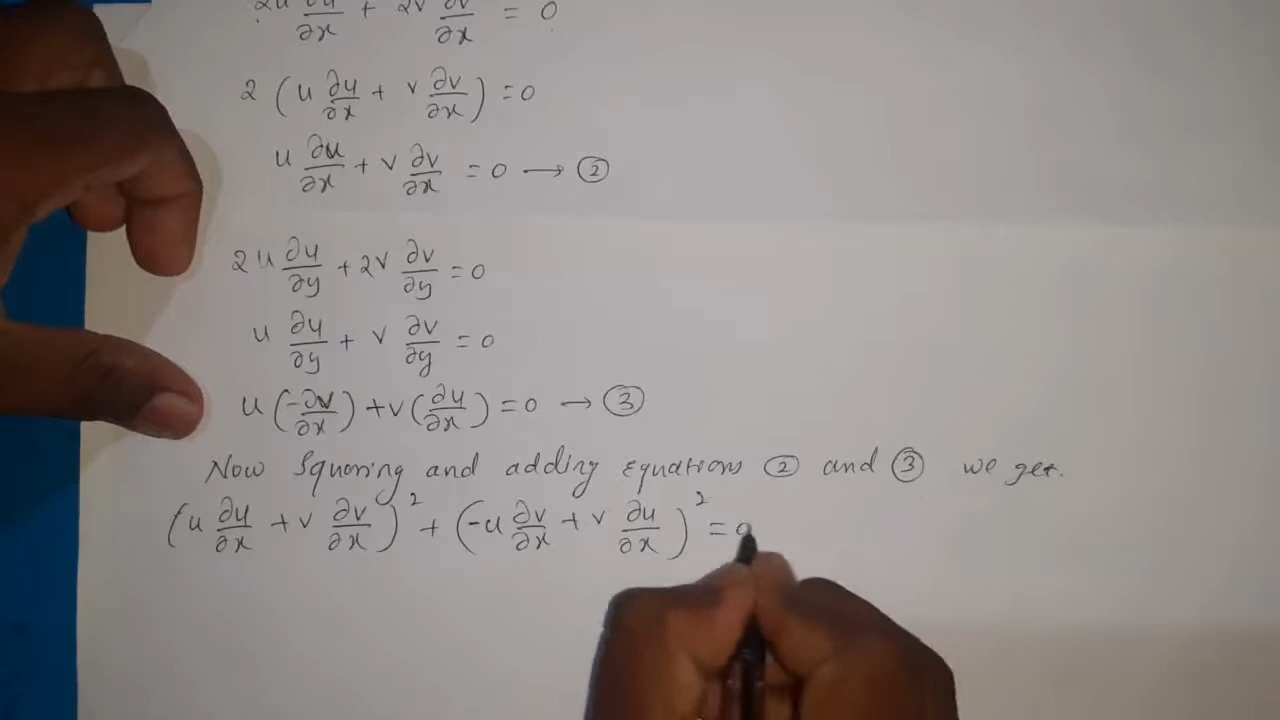 2u ∂u/∂x + 2v ∂v/∂x = 0
2 (u ∂u/∂x + v ∂v/∂x) = 0
u ∂u/∂x + v ∂v/∂x = 0 → ②
2u ∂u/∂y + 2v ∂v/∂y = 0
u ∂u/∂y + v ∂v/∂y = 0
u (-∂v/∂x) + v (∂u/∂x) = 0 → ③
Now Squaring and adding equations ② and ③ we get.
(u ∂u/∂x + v ∂v/∂x)² + (-u ∂v/∂x + v ∂u/∂x)² = 0